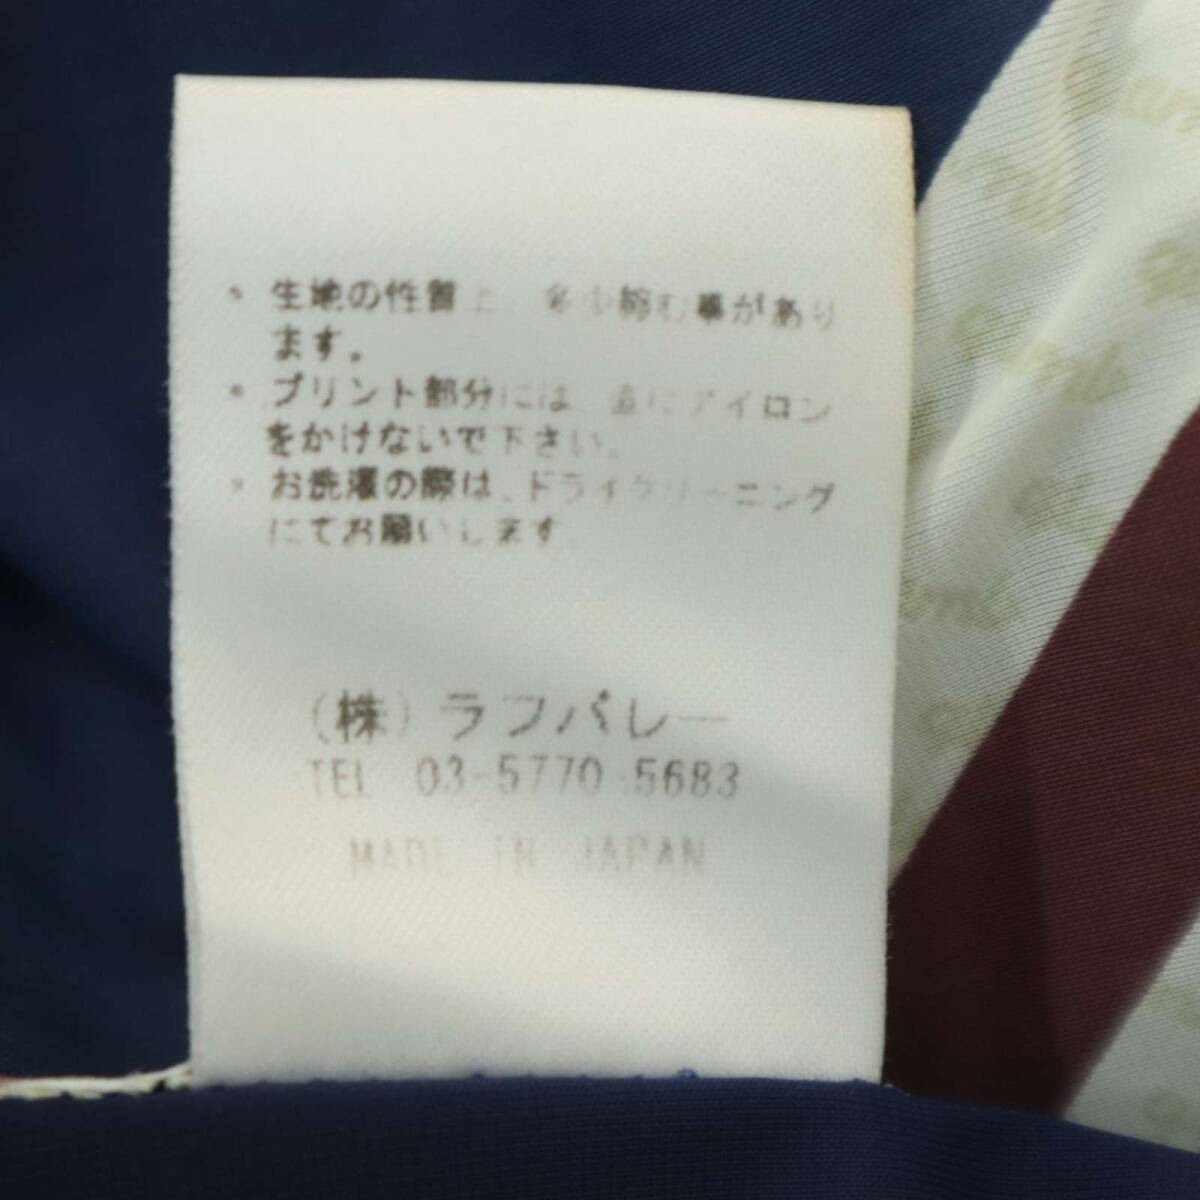 ・生地の性質上、多少縮む事があり
ます。
・プリント部分には、直にアイロン
をかけないで下さい。
・お洗濯の際は、ドライクリーニング
にてお願いします。
(株)ラフバレー
TEL 03-5770-5683
MADE IN JAPAN